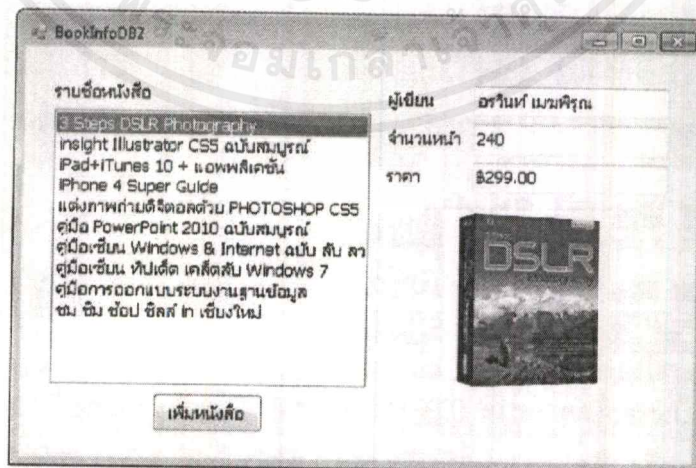 BookInfoDB2
รายชื่อหนังสือ
3 Steps DSLR Photography
insight Illustrator CS5 ฉบับสมบูรณ์
iPad+iTunes 10 + แอพพลิเคชั่น
iPhone 4 Super Guide
แต่งภาพถ่ายดิจิตอลด้วย PHOTOSHOP CS5
คู่มือ PowerPoint 2010 ฉบับสมบูรณ์
คู่มือเซียน Windows & Internet ฉบับ ลับ ลว
คู่มือเซียน ทิปเด็ด เคล็ดลับ Windows 7
คู่มือการออกแบบระบบงานฐานข้อมูล
ชม ชิม ช้อป ชิลล์ in เชียงใหม่
เพิ่มหนังสือ
ผู้เขียน อรวินท์ เมฆพิรุณ
จำนวนหน้า 240
ราคา ฿299.00
DSLR